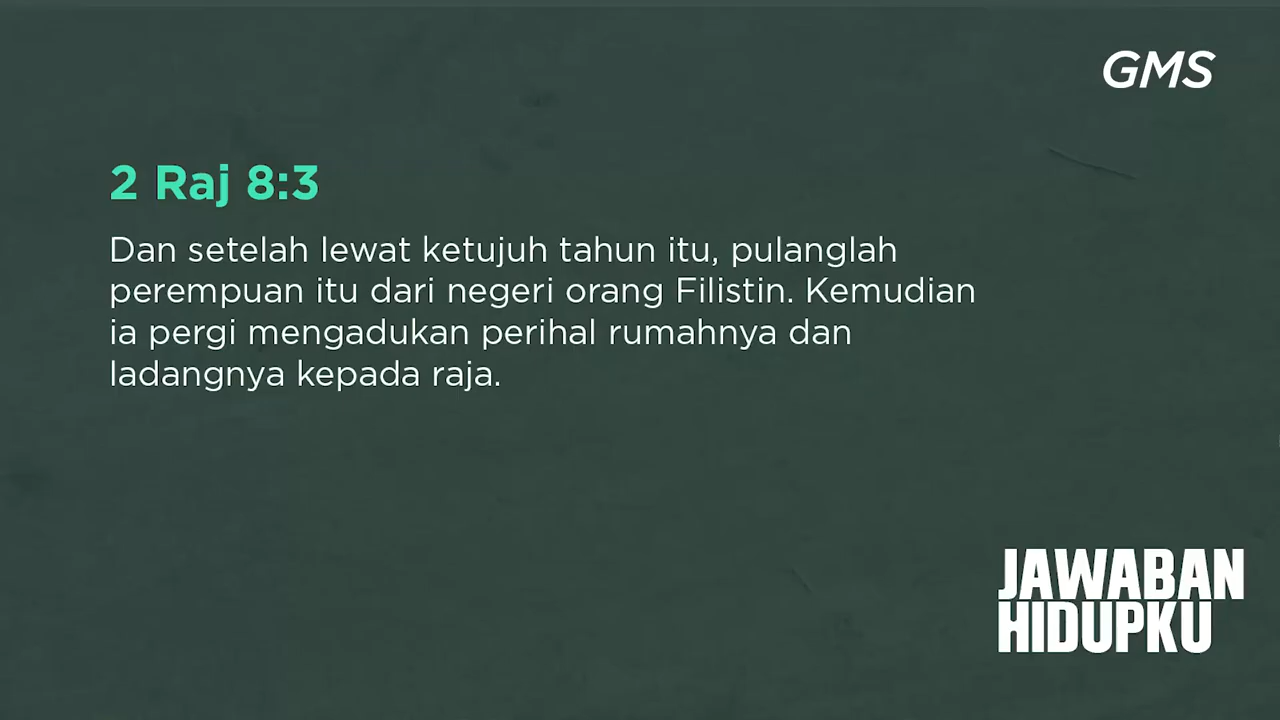 GMS
2 Raj 8:3
Dan setelah lewat ketujuh tahun itu, pulanglah
perempuan itu dari negeri orang Filistin. Kemudian
ia pergi mengadukan perihal rumahnya dan
ladangnya kepada raja.
JAWABAN
HIDUPKU